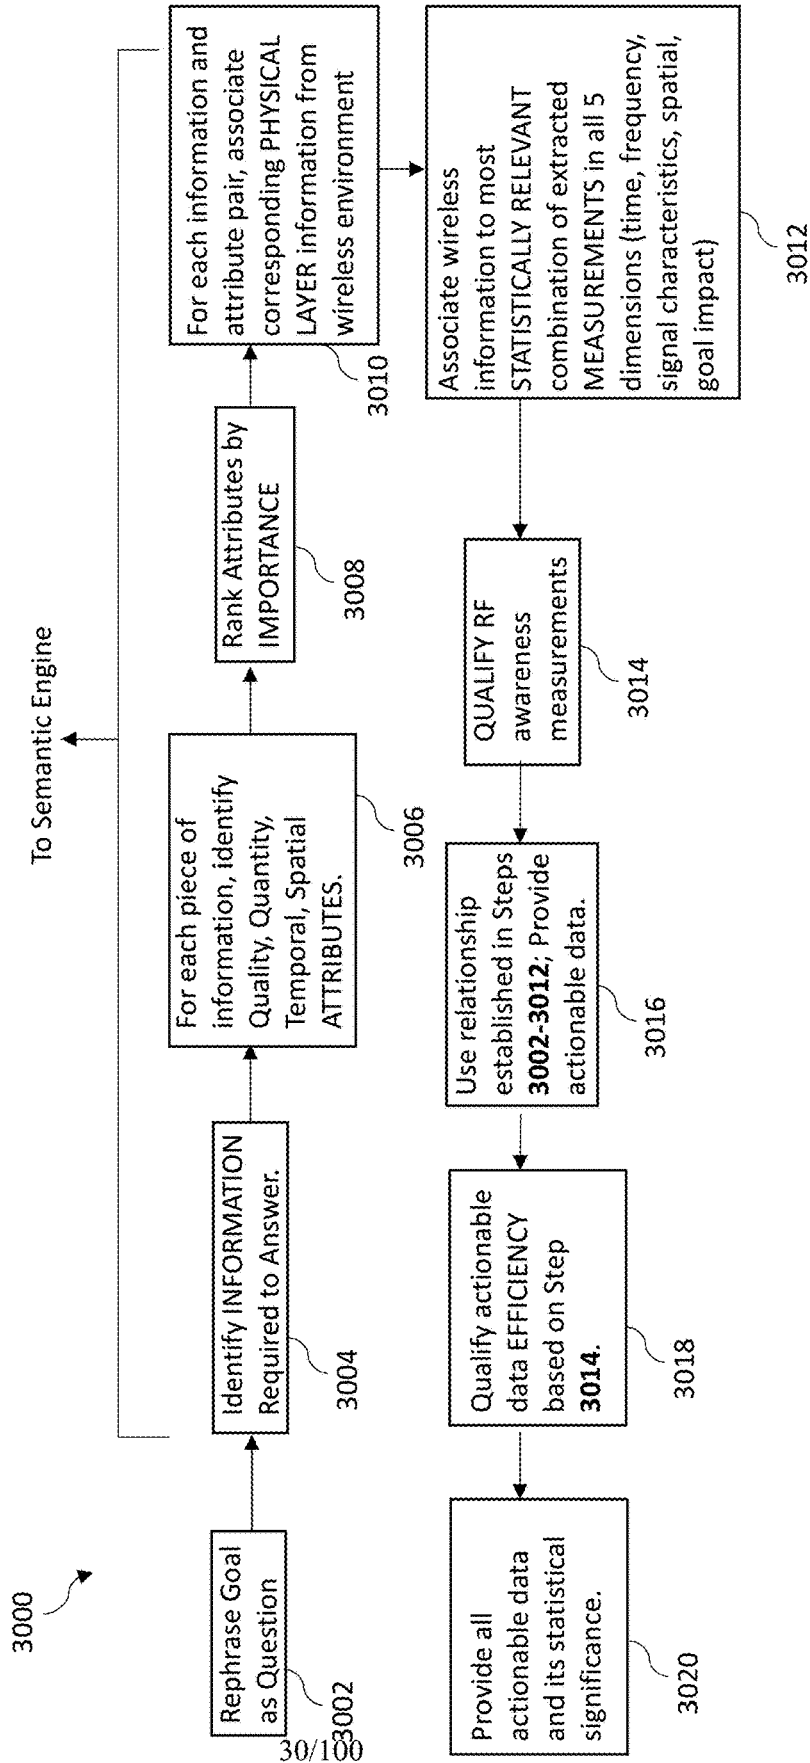 3000
To Semantic Engine
Rephrase Goal
as Question
3002
Identify INFORMATION
Required to Answer.
3004
For each piece of
information, identify
Quality, Quantity,
Temporal, Spatial
ATTRIBUTES.
3006
Rank Attributes by
IMPORTANCE
3008
For each information and
attribute pair, associate
corresponding PHYSICAL
LAYER information from
wireless environment
3010
Associate wireless
information to most
STATISTICALLY RELEVANT
combination of extracted
MEASUREMENTS in all 5
dimensions (time, frequency,
signal characteristics, spatial,
goal impact)
3012
QUALIFY RF
awareness
measurements
3014
Use relationship
established in Steps
3002-3012; Provide
actionable data.
3016
Qualify actionable
data EFFICIENCY
based on Step
3014.
3018
Provide all
actionable data
and its statistical
significance.
3020
30/100